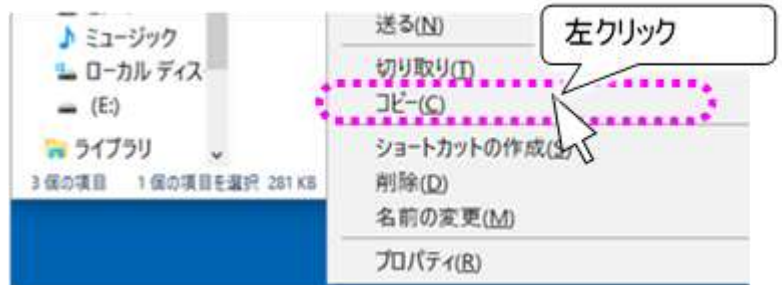 ミュージック
ローカル ディス
(E:)
ライブラリ
3 個の項目 1 個の項目を選択 281 KB
送る(N)
切り取り(T)
コピー(C)
ショートカットの作成(S)
削除(D)
名前の変更(M)
プロパティ(R)
左クリック